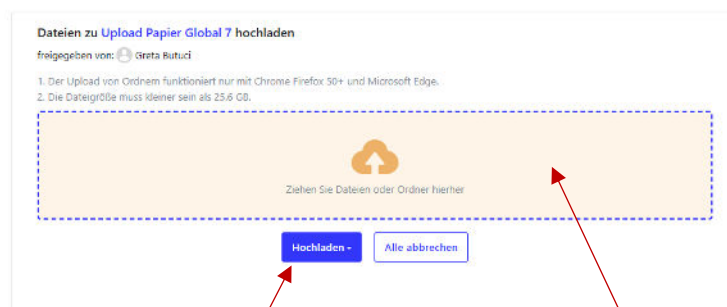 Dateien zu Upload Papier Global 7 hochladen
freigegeben von: Greta Butuci
1. Der Upload von Ordnern funktioniert nur mit Chrome Firefox 50+ und Microsoft Edge.
2. Die Dateigröße muss kleiner sein als 25.6 GB.
Ziehen Sie Dateien oder Ordner hierher
Hochladen
Alle abbrechen